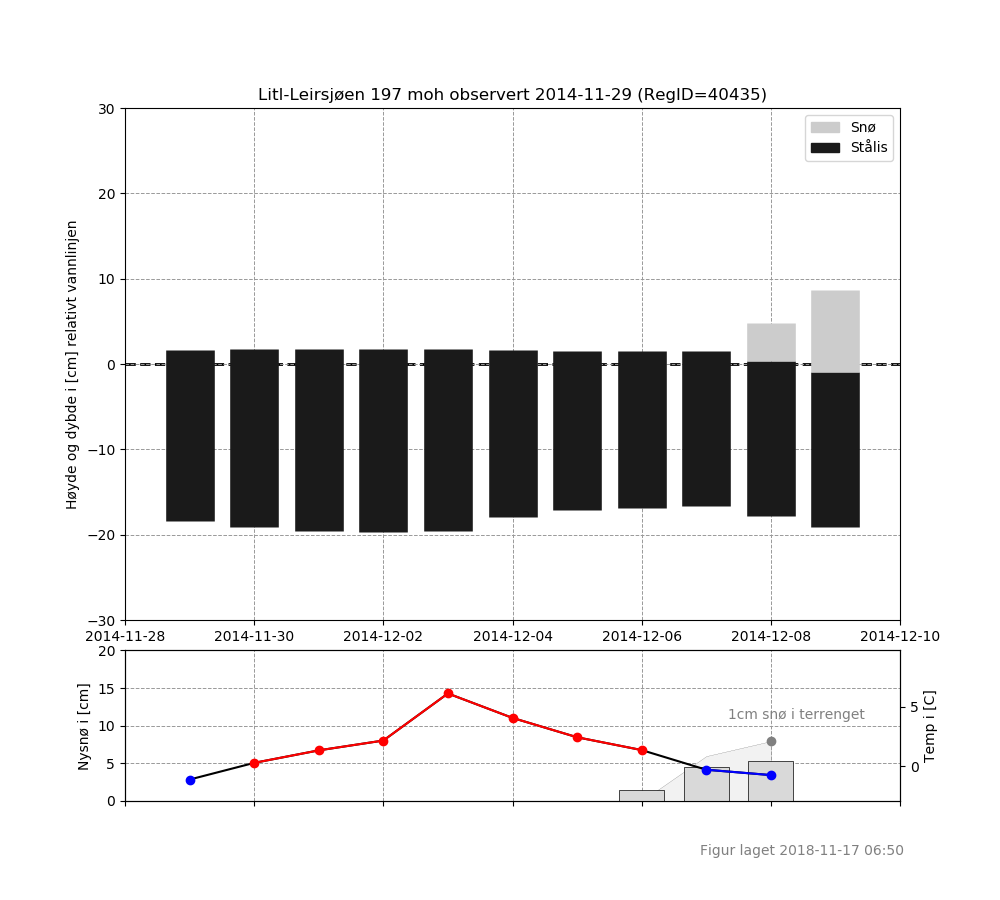 Litl-Leirsjøen 197 moh observert 2014-11-29 (RegID=40435)
Snø
Stålis
Høyde og dybde i [cm] relativt vannlinjen
30
20
10
0
−10
−20
−30
2014-11-28 2014-11-30 2014-12-02 2014-12-04 2014-12-06 2014-12-08 2014-12-10
Nysnø i [cm]
20
15
10
5
0
1cm snø i terrenget
5
0
Temp i [C]
Figur laget 2018-11-17 06:50